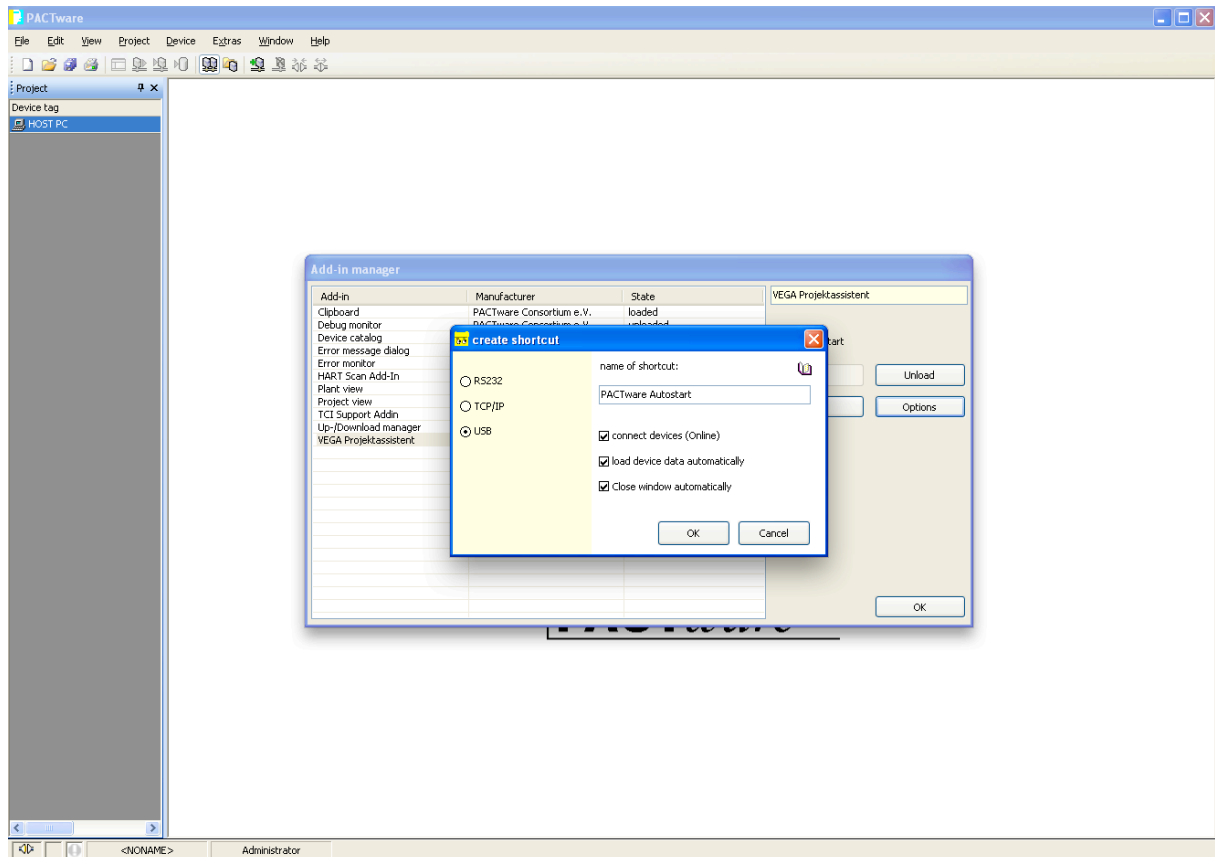 PACTware
File Edit View Project Device Extras Window Help
Project
Device tag
HOST PC
Add-in manager
Add-in Manufacturer State
Clipboard PACTware Consortium e.V. loaded
Debug monitor PACTware Consortium e.V. unloaded
Device catalog
Error message dialog
Error monitor
HART Scan Add-In
Plant view
Project view
TCI Support Addin
Up-/Download manager
VEGA Projektassistent
VEGA Projektassistent
tart
Unload
Options
OK
create shortcut
RS232
TCP/IP
USB
name of shortcut:
PACTware Autostart
connect devices (Online)
load device data automatically
Close window automatically
OK Cancel
<NONAME> Administrator